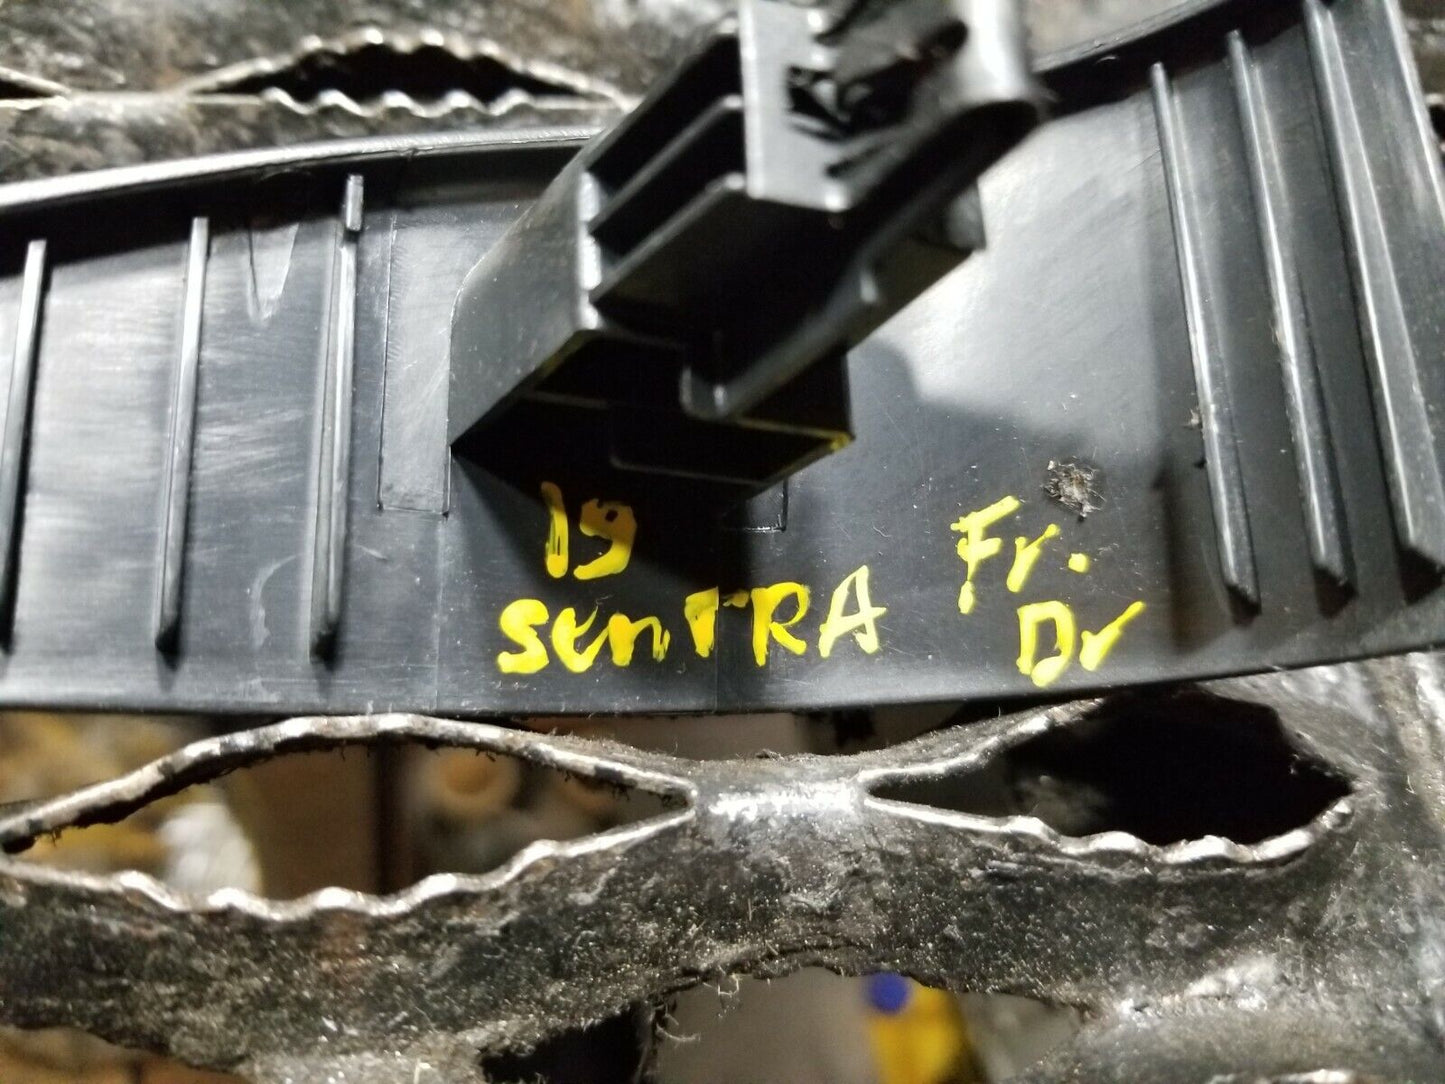 19
SenTRA
Fr.
Dr